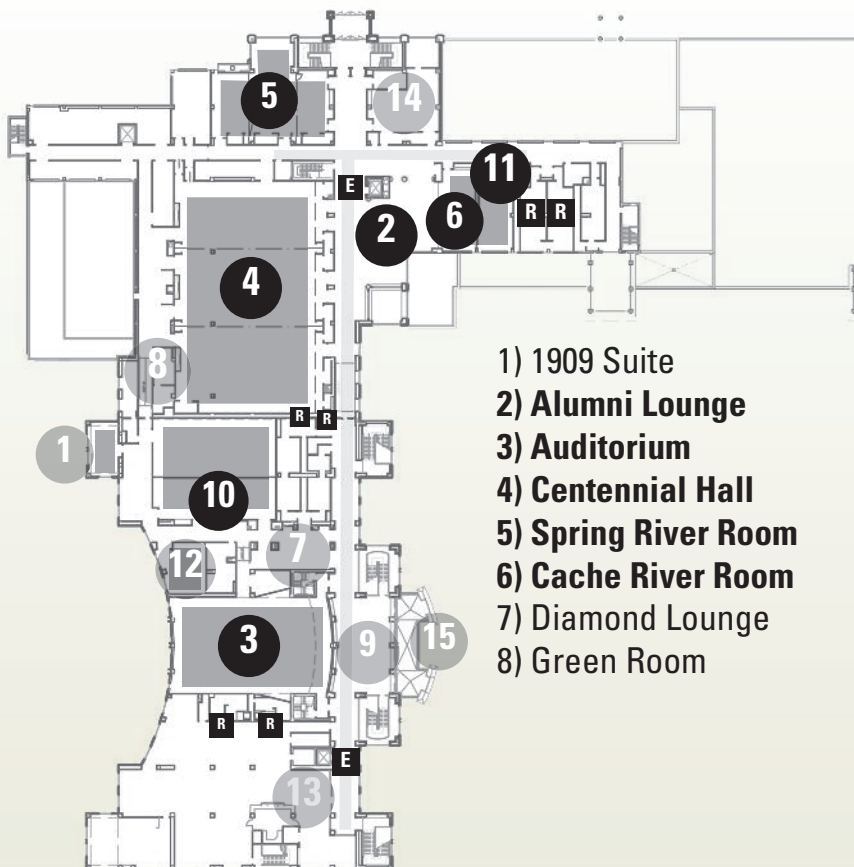 5
14
11
E
2
6
R R
4
8
R R
1
10
7
12
3
9
15
R R
E
13
1) 1909 Suite
2) Alumni Lounge
3) Auditorium
4) Centennial Hall
5) Spring River Room
6) Cache River Room
7) Diamond Lounge
8) Green Room